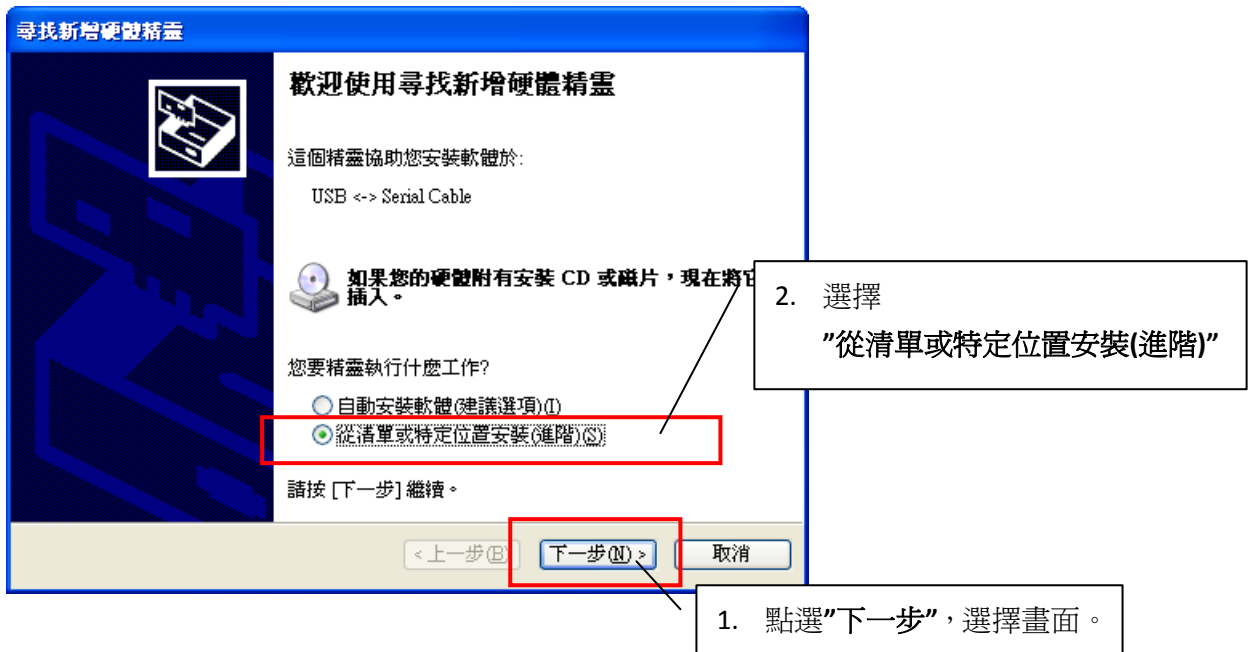 尋找新增硬體精靈
歡迎使用尋找新增硬體精靈
這個精靈協助您安裝軟體於:
USB <-> Serial Cable
如果您的硬體附有安裝 CD 或磁片，現在將它
插入。
2. 選擇
”從清單或特定位置安裝(進階)”
您要精靈執行什麼工作?
自動安裝軟體(建議選項)(I)
從清單或特定位置安裝(進階)(S)
請按 [下一步] 繼續。
<上一步(B)
下一步(N) >
取消
1. 點選”下一步”，選擇畫面。